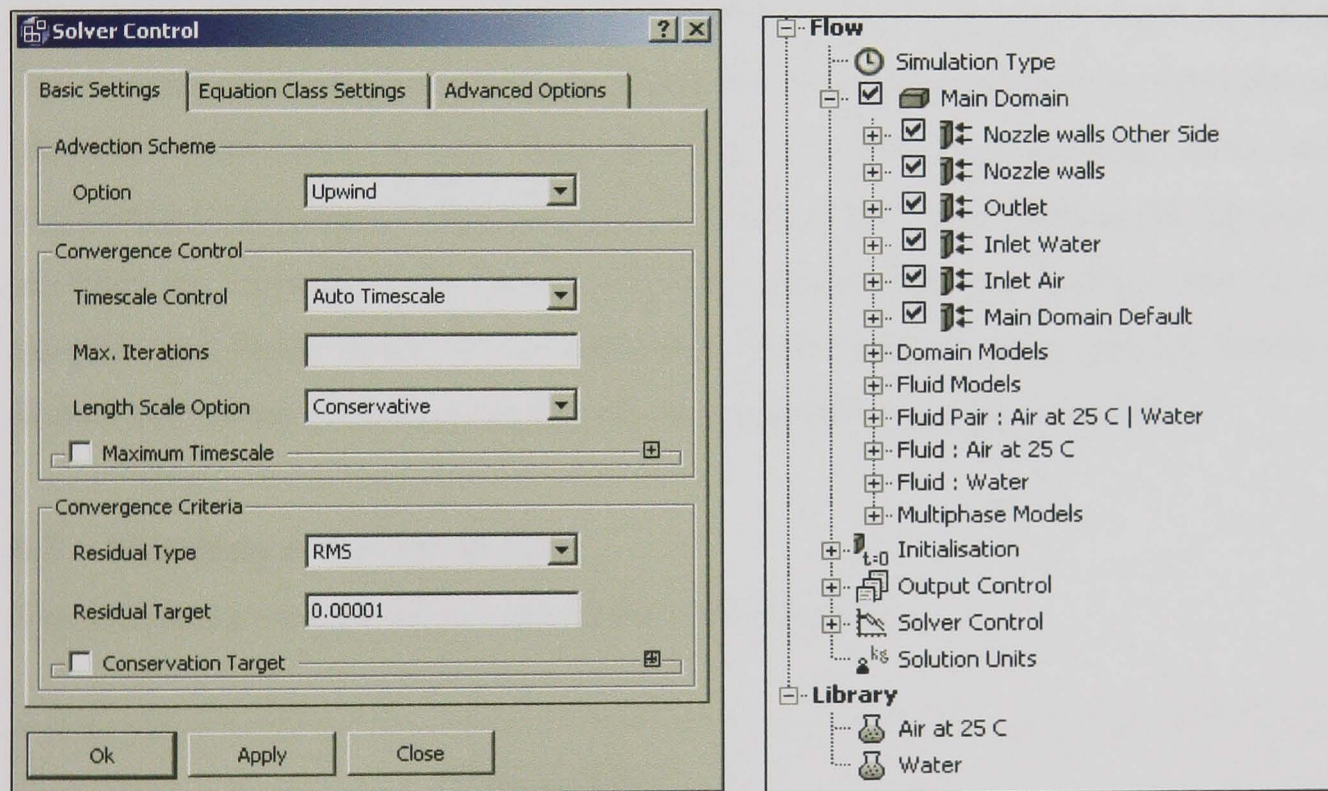 Solver Control
Basic Settings Equation Class Settings Advanced Options
Advection Scheme
Option Upwind
Convergence Control
Timescale Control Auto Timescale
Max. Iterations
Length Scale Option Conservative
Maximum Timescale
Convergence Criteria
Residual Type RMS
Residual Target 0.00001
Conservation Target
Ok Apply Close
Flow
Simulation Type
Main Domain
Nozzle walls Other Side
Nozzle walls
Outlet
Inlet Water
Inlet Air
Main Domain Default
Domain Models
Fluid Models
Fluid Pair : Air at 25 C | Water
Fluid : Air at 25 C
Fluid : Water
Multiphase Models
t=0 Initialisation
Output Control
Solver Control
kg Solution Units
Library
Air at 25 C
Water